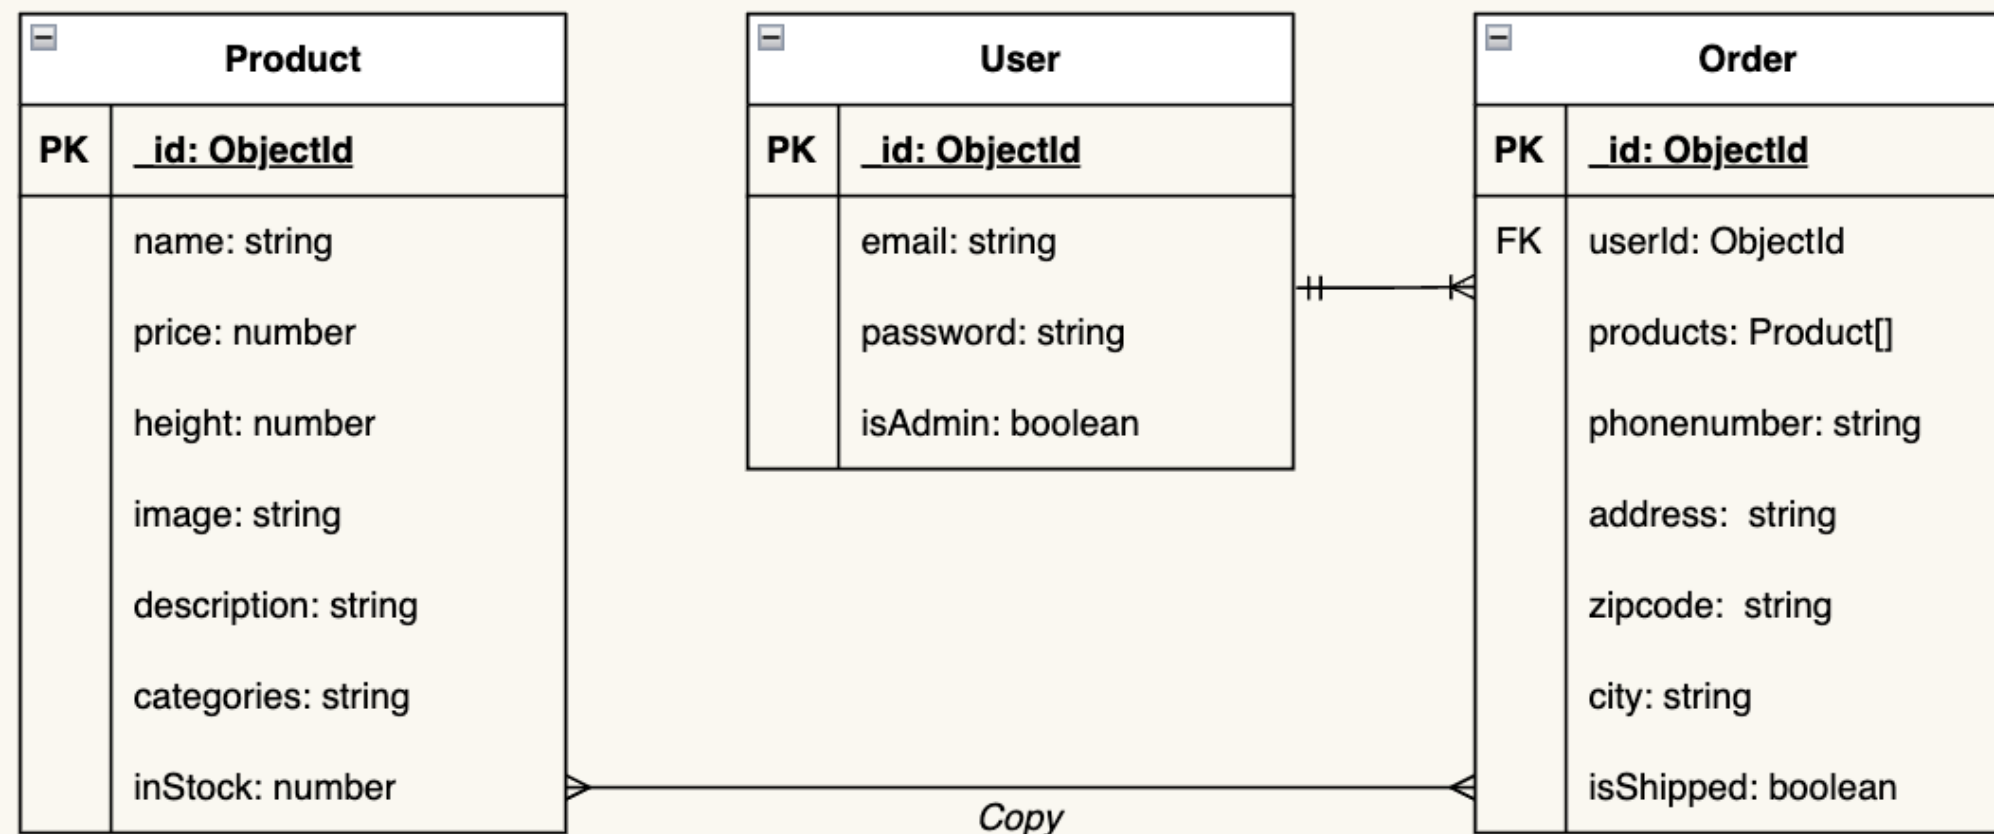 Product
PK _id: ObjectId
name: string
price: number
height: number
image: string
description: string
categories: string
inStock: number
User
PK _id: ObjectId
email: string
password: string
isAdmin: boolean
Order
PK _id: ObjectId
FK userId: ObjectId
products: Product[]
phonenumber: string
address:  string
zipcode:  string
city: string
isShipped: boolean
Copy